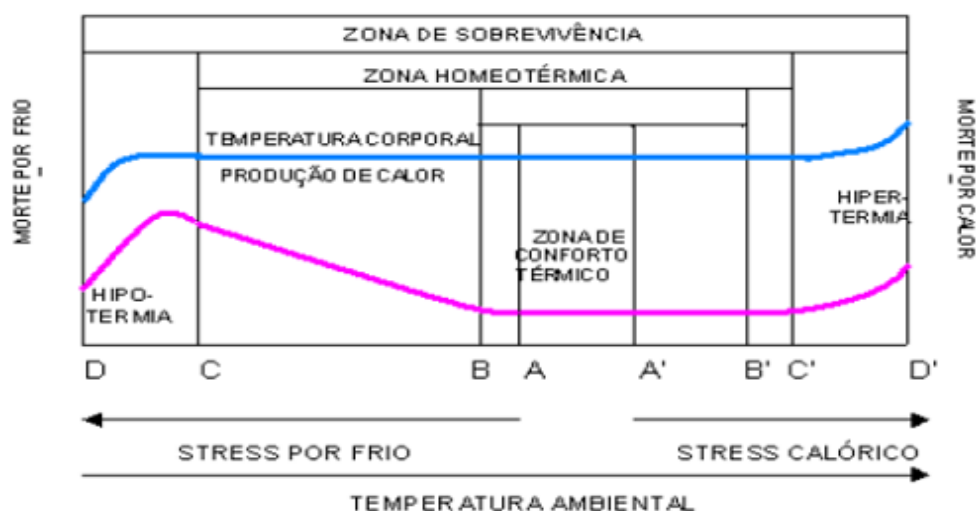 ZONA DE SOBREVIVÊNCIA
ZONA HOMEOTÉRMICA
MORTE POR FRIO
TEMPERATURA CORPORAL
PRODUÇÃO DE CALOR
HIPO-
TERMIA
ZONA DE
CONFORTO
TÉRMICO
HIPER-
TERMIA
MORTE POR CALOR
D C B A A' B' C' D'
STRESS POR FRIO STRESS CALÓRICO
TEMPERATURA AMBIENTAL